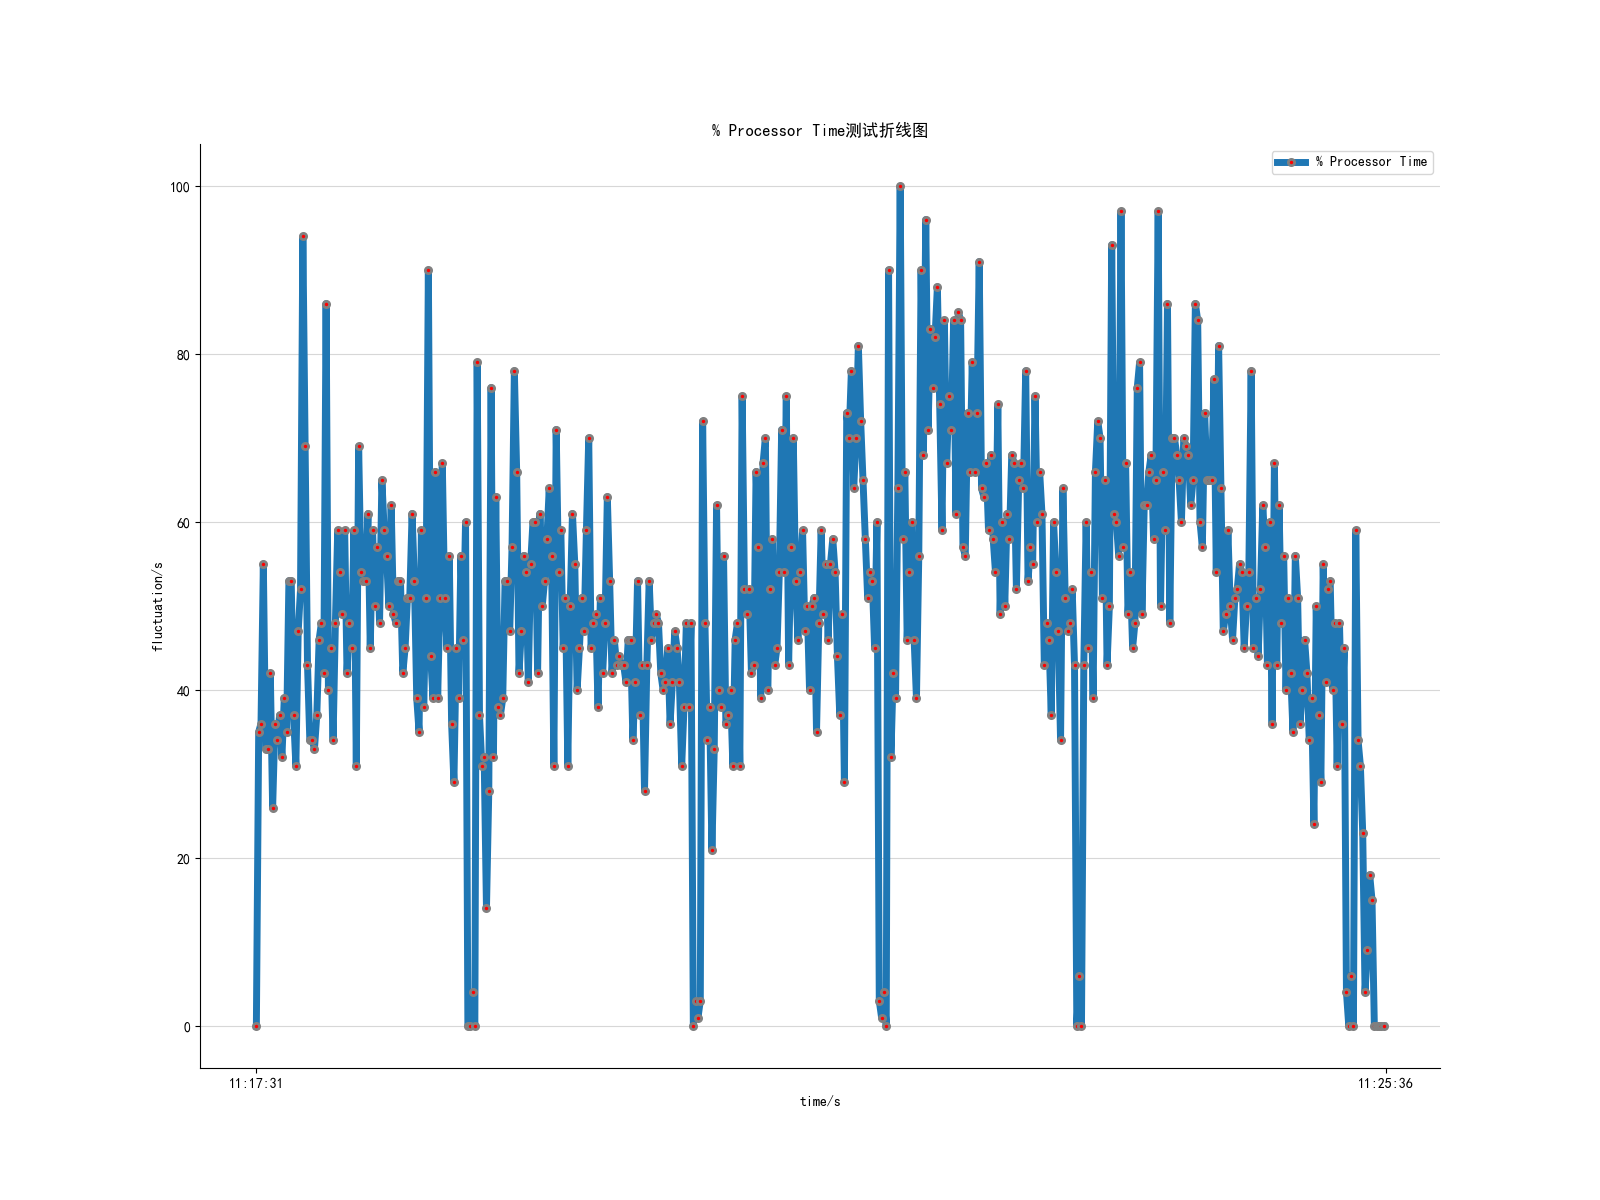 % Processor Time测试折线图
% Processor Time
100
80
60
40
20
0
fluctuation/s
11:17:31
11:25:36
time/s